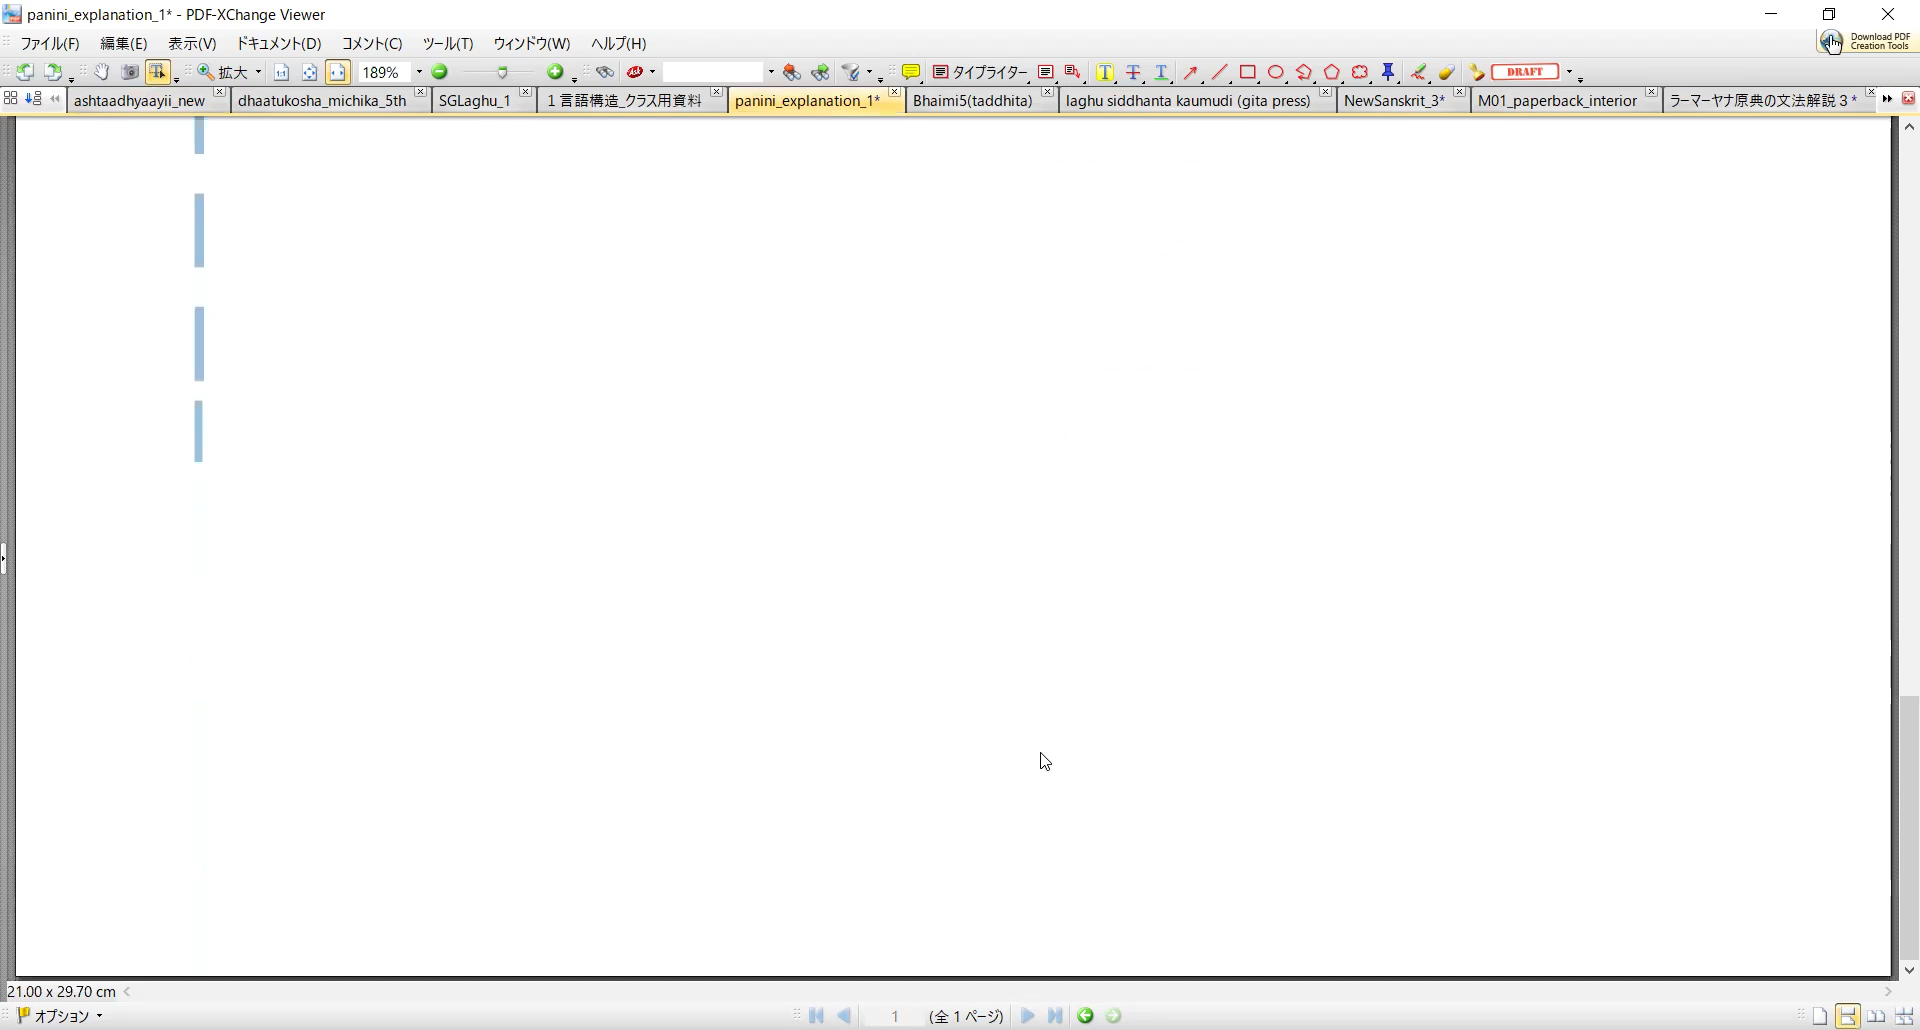 panini_explanation_1* - PDF-XChange Viewer
ファイル(F) 編集(E) 表示(V) ドキュメント(D) コメント(C) ツール(T) ウィンドウ(W) ヘルプ(H)
Download PDF
Creation Tools
拡大 189% タイプライター DRAFT
ashtaadhyaayii_new dhaatukosha_michika_5th SGLaghu_1 1 言語構造_クラス用資料 panini_explanation_1* Bhaimi5(taddhita) laghu siddhanta kaumudi (gita press) NewSanskrit_3* M01_paperback_interior ラーマーヤナ原典の文法解説 3 *
21.00 x 29.70 cm
オプション 1 (全 1 ページ)